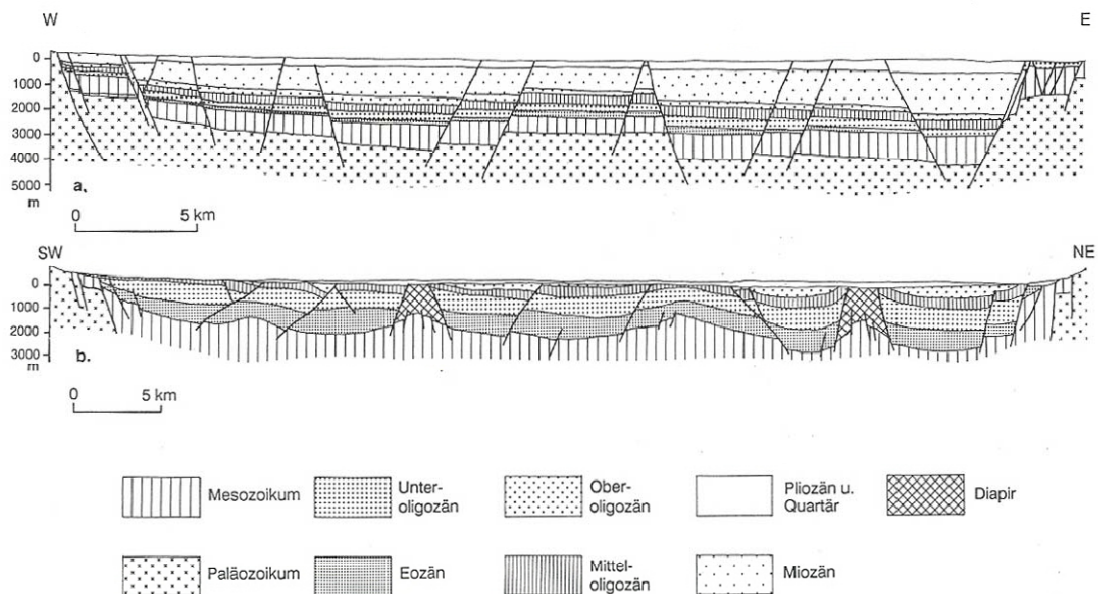 W E
0
1000
2000
3000
4000
5000
m
a.
0 5 km
SW NE
0
1000
2000
3000
m
b.
0 5 km
Mesozoikum
Unter-
oligozän
Ober-
oligozän
Pliozän u.
Quartär
Diapir
Paläozoikum
Eozän
Mittel-
oligozän
Miozän